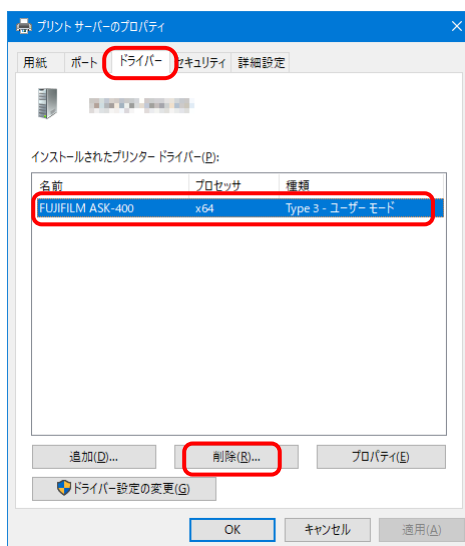 プリント サーバーのプロパティ
用紙 ポート ドライバー セキュリティ 詳細設定
インストールされたプリンター ドライバー(P):
名前 プロセッサ 種類
FUJIFILM ASK-400 x64 Type 3 - ユーザー モード
追加(D)... 削除(R)... プロパティ(E)
ドライバー設定の変更(G)
OK キャンセル 適用(A)